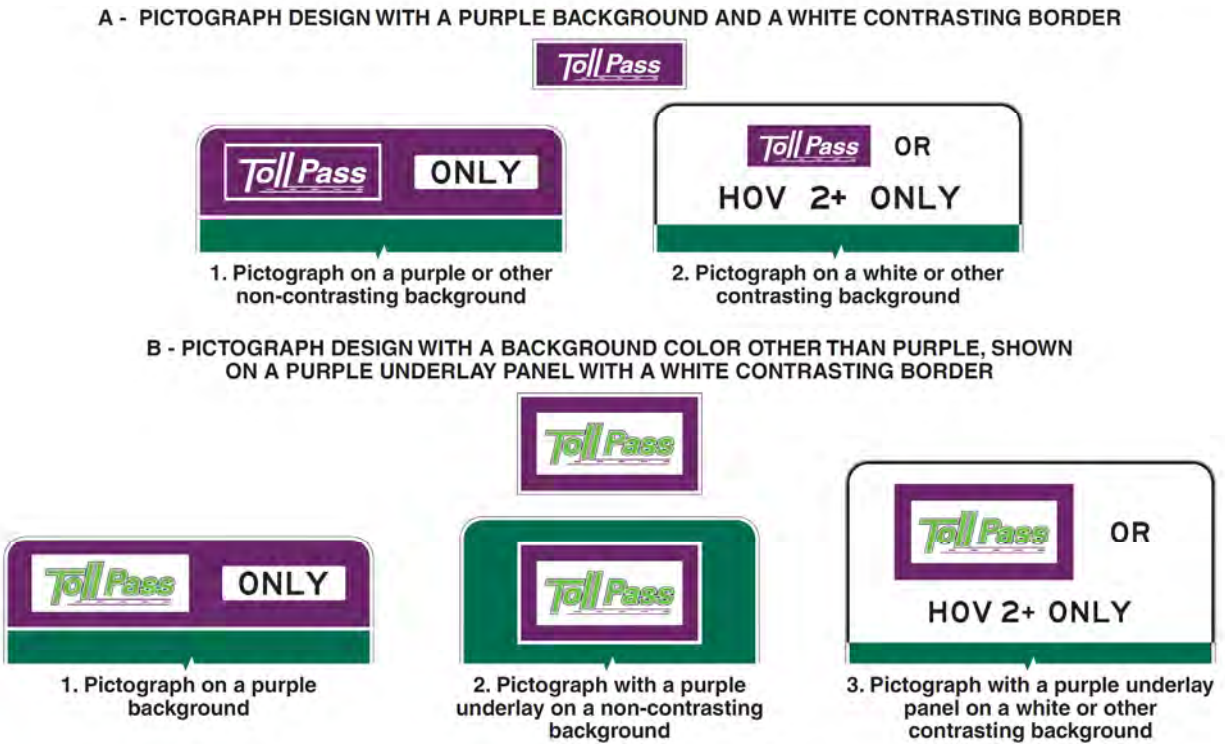 A - PICTOGRAPH DESIGN WITH A PURPLE BACKGROUND AND A WHITE CONTRASTING BORDER
Toll Pass
Toll Pass
ONLY
Toll Pass OR
HOV 2+ ONLY
1. Pictograph on a purple or other
non-contrasting background
2. Pictograph on a white or other
contrasting background
B - PICTOGRAPH DESIGN WITH A BACKGROUND COLOR OTHER THAN PURPLE, SHOWN
ON A PURPLE UNDERLAY PANEL WITH A WHITE CONTRASTING BORDER
Toll Pass
Toll Pass
ONLY
Toll Pass
Toll Pass OR
HOV 2+ ONLY
1. Pictograph on a purple
background
2. Pictograph with a purple
underlay on a non-contrasting
background
3. Pictograph with a purple underlay
panel on a white or other
contrasting background